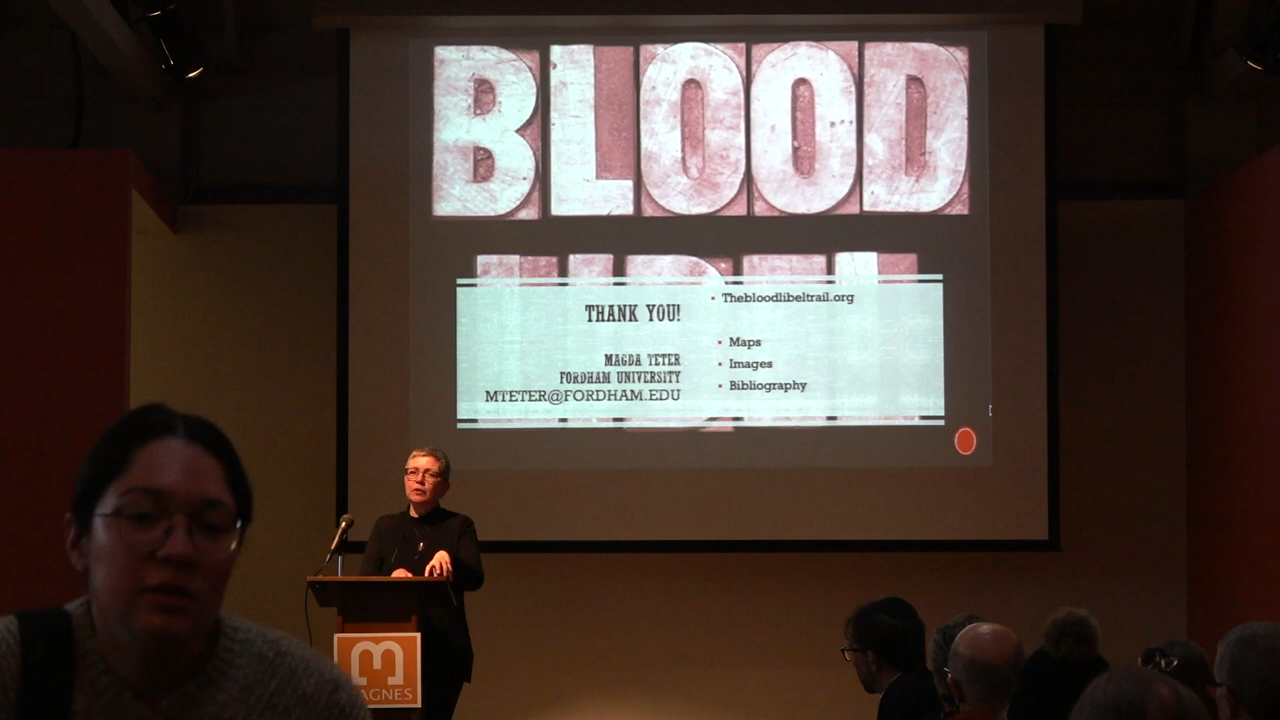 BLOOD
THANK YOU!
MAGDA TETER
FORDHAM UNIVERSITY
MTETER@FORDHAM.EDU
Thebloodlibeltrail.org
Maps
Images
Bibliography
AGNES